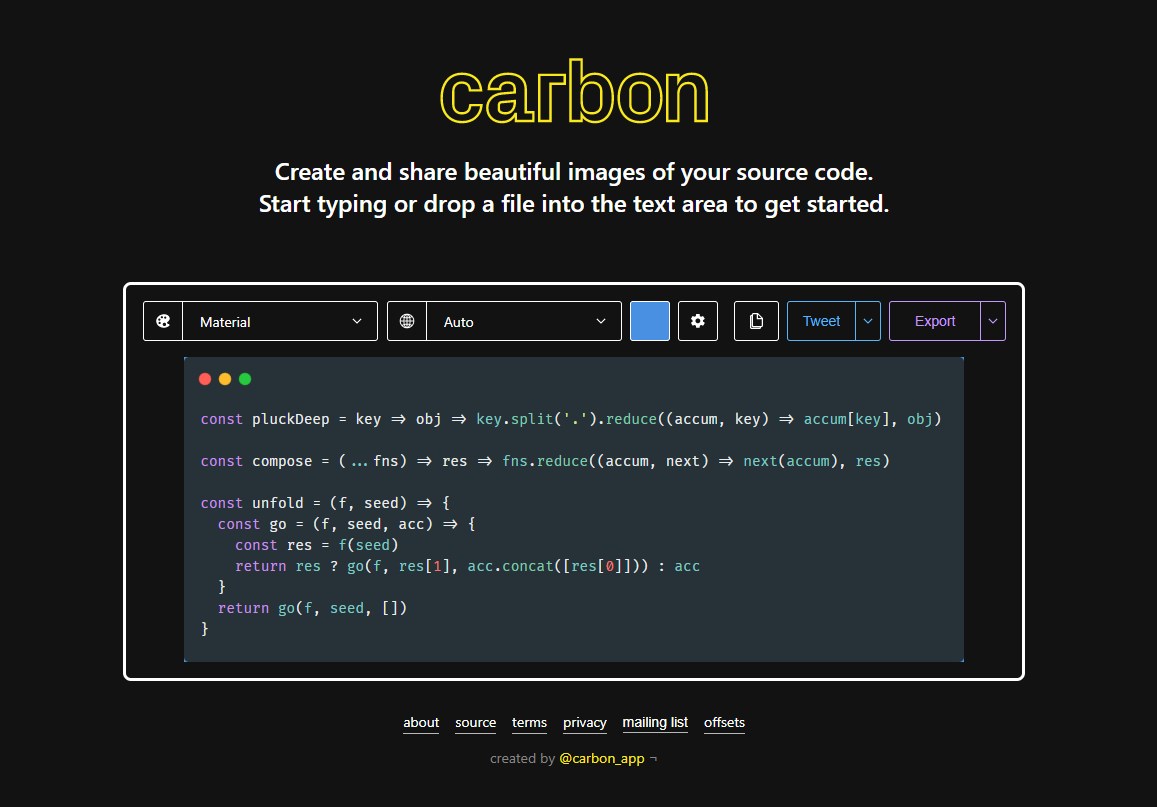 carbon
Create and share beautiful images of your source code.
Start typing or drop a file into the text area to get started.
Material Auto Tweet Export
const pluckDeep = key => obj => key.split('.').reduce((accum, key) => accum[key], obj)
const compose = (...fns) => res => fns.reduce((accum, next) => next(accum), res)
const unfold = (f, seed) => {
  const go = (f, seed, acc) => {
    const res = f(seed)
    return res ? go(f, res[1], acc.concat([res[0]])) : acc
  }
  return go(f, seed, [])
}
about source terms privacy mailing list offsets
created by @carbon_app ¬